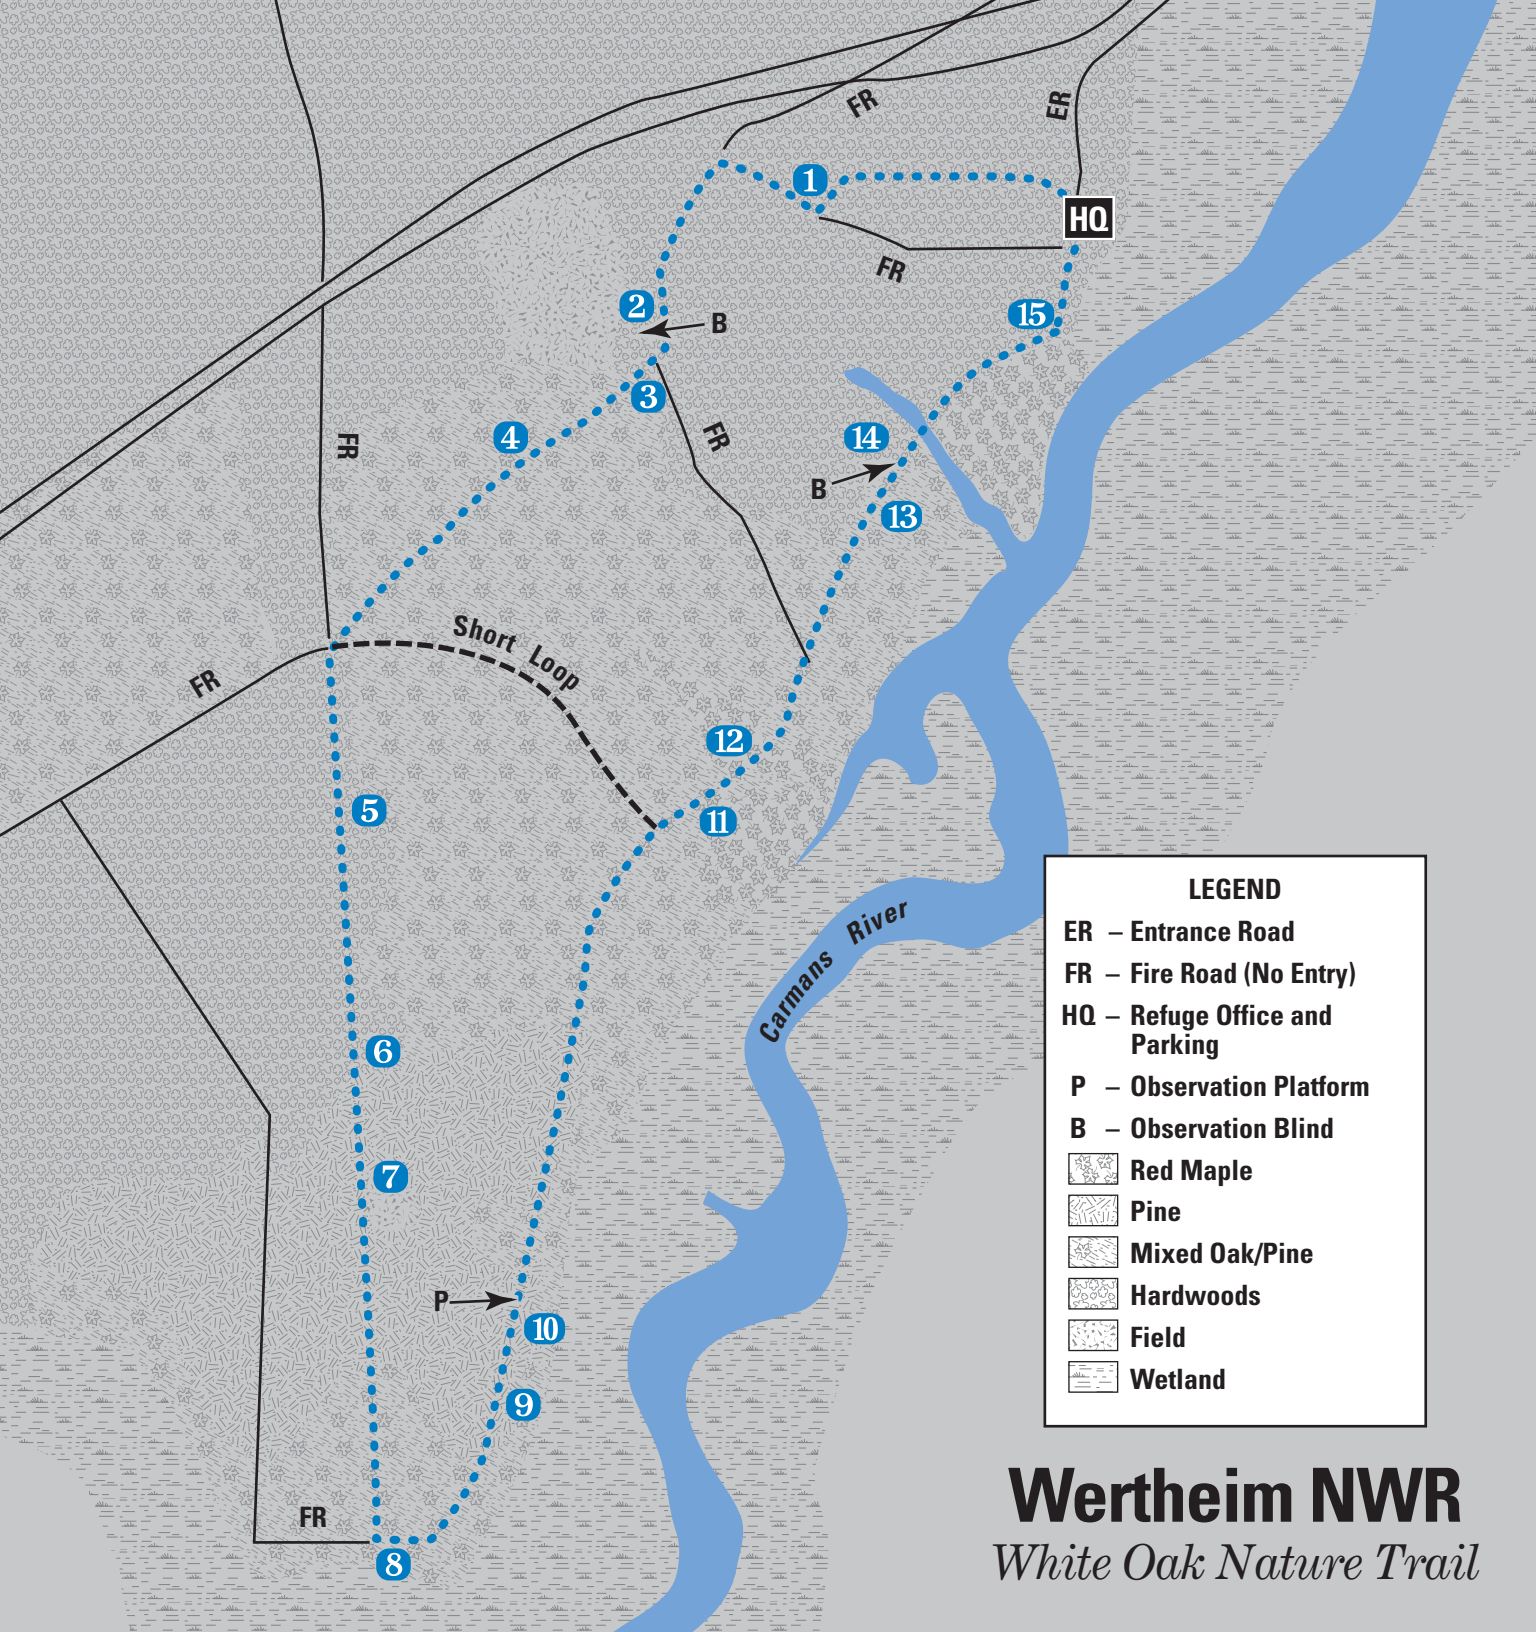 FR
ER
1
HQ
FR
2
B
15
3
4
FR
FR
14
B
13
Short Loop
FR
12
5
11
Carmans River
6
7
P
10
9
FR
8
LEGEND
ER – Entrance Road
FR – Fire Road (No Entry)
HQ – Refuge Office and
Parking
P – Observation Platform
B – Observation Blind
Red Maple
Pine
Mixed Oak/Pine
Hardwoods
Field
Wetland
Wertheim NWR
White Oak Nature Trail